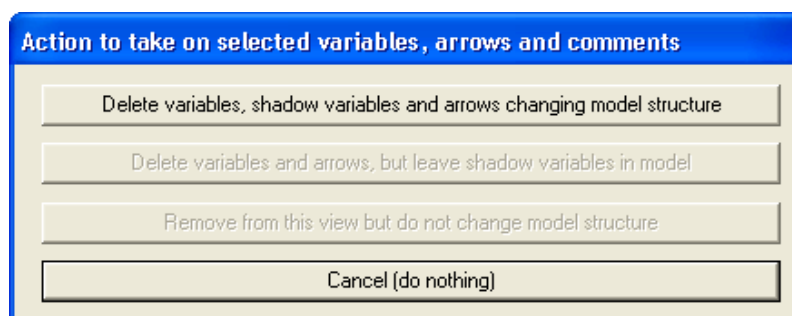 Action to take on selected variables, arrows and comments
Delete variables, shadow variables and arrows changing model structure
Delete variables and arrows, but leave shadow variables in model
Remove from this view but do not change model structure
Cancel (do nothing)